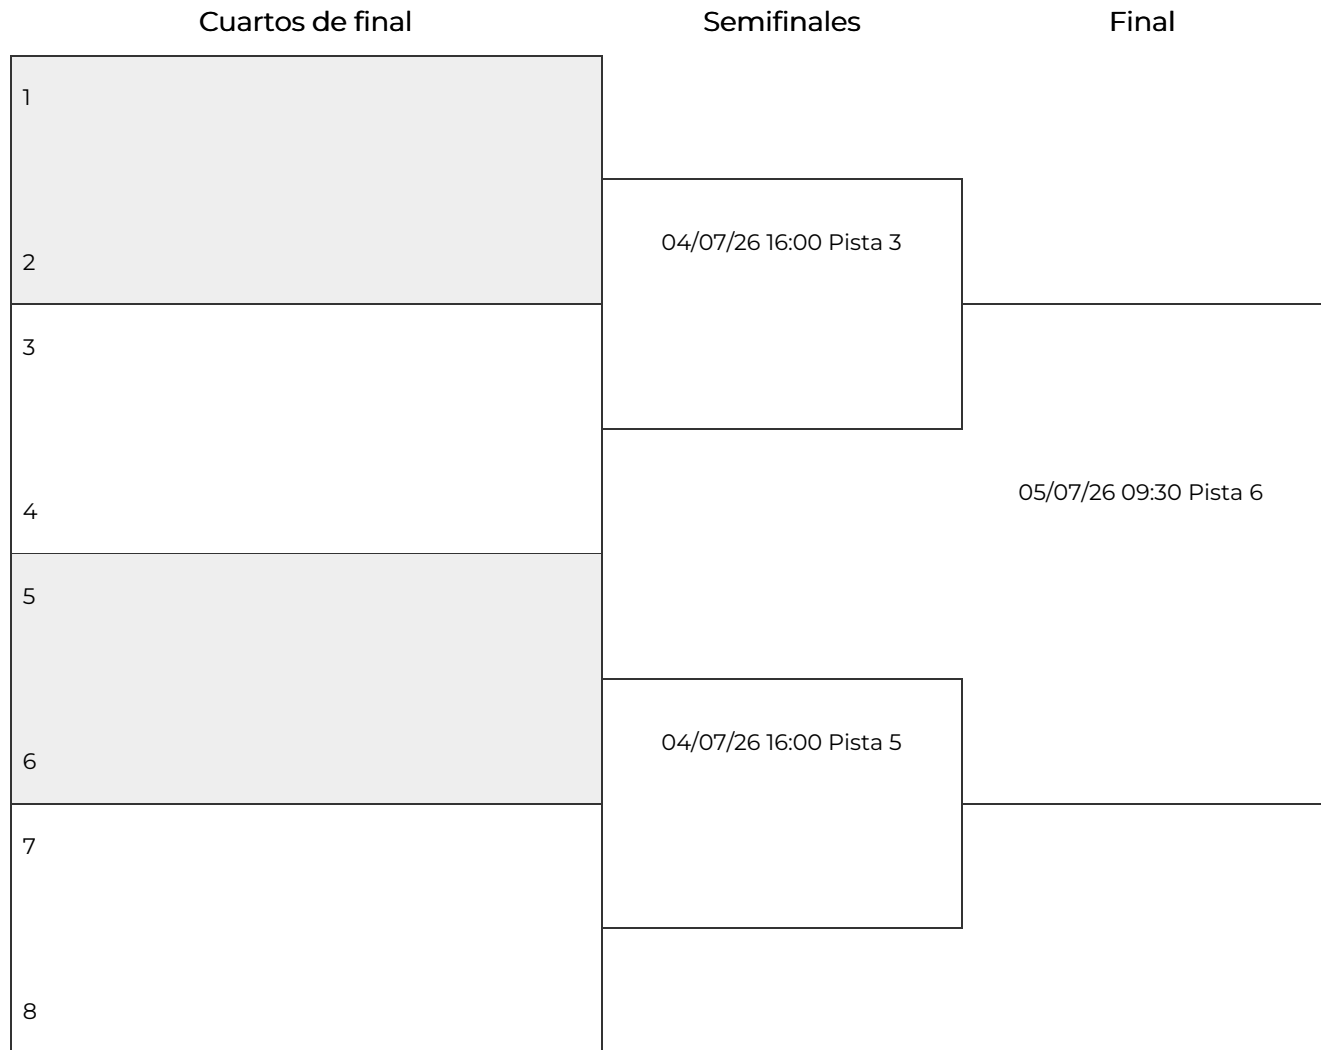 Cuartos de final
Semifinales
Final
1
2
3
4
5
6
7
8
04/07/26 16:00 Pista 3
04/07/26 16:00 Pista 5
05/07/26 09:30 Pista 6